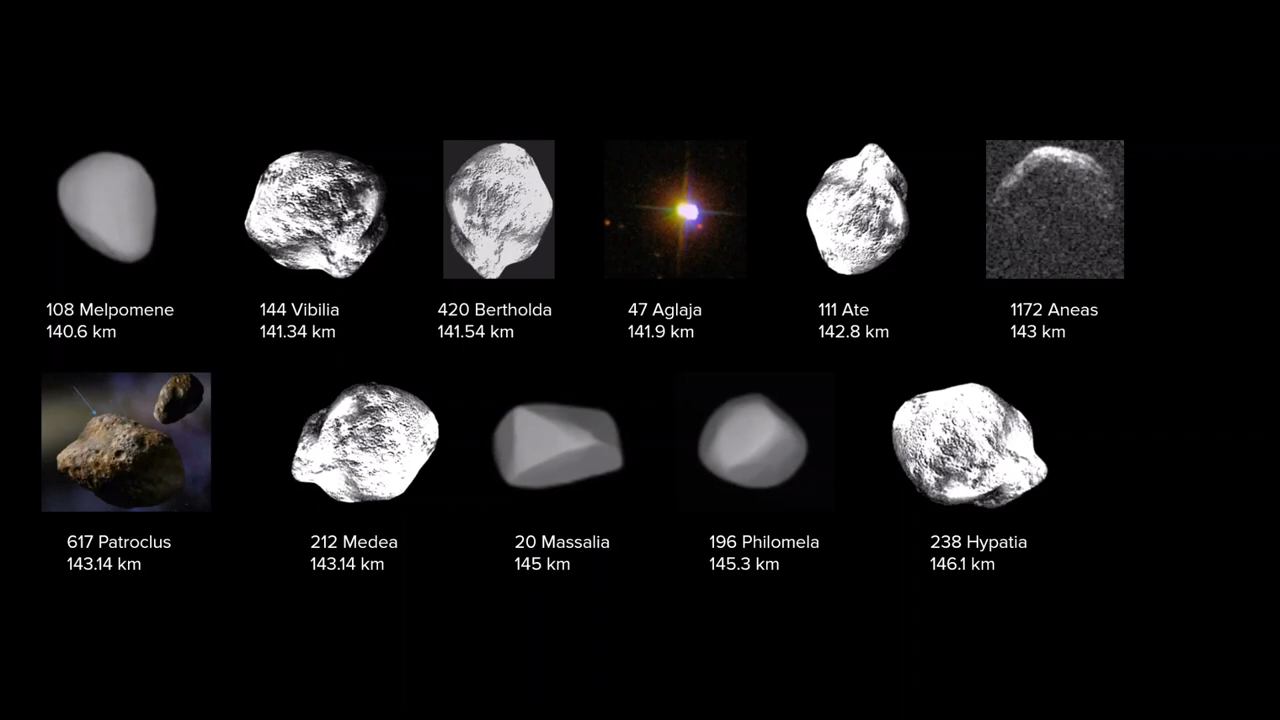 108 Melpomene
140.6 km
144 Vibilia
141.34 km
420 Bertholda
141.54 km
47 Aglaja
141.9 km
111 Ate
142.8 km
1172 Aneas
143 km
617 Patroclus
143.14 km
212 Medea
143.14 km
20 Massalia
145 km
196 Philomela
145.3 km
238 Hypatia
146.1 km